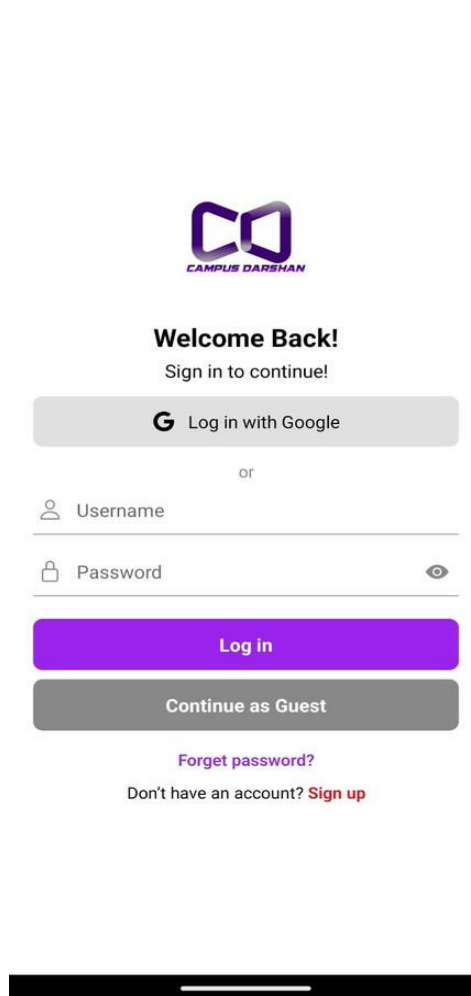 CAMPUS DARSHAN
Welcome Back!
Sign in to continue!
G Log in with Google
or
Username
Password
Log in
Continue as Guest
Forget password?
Don't have an account? Sign up